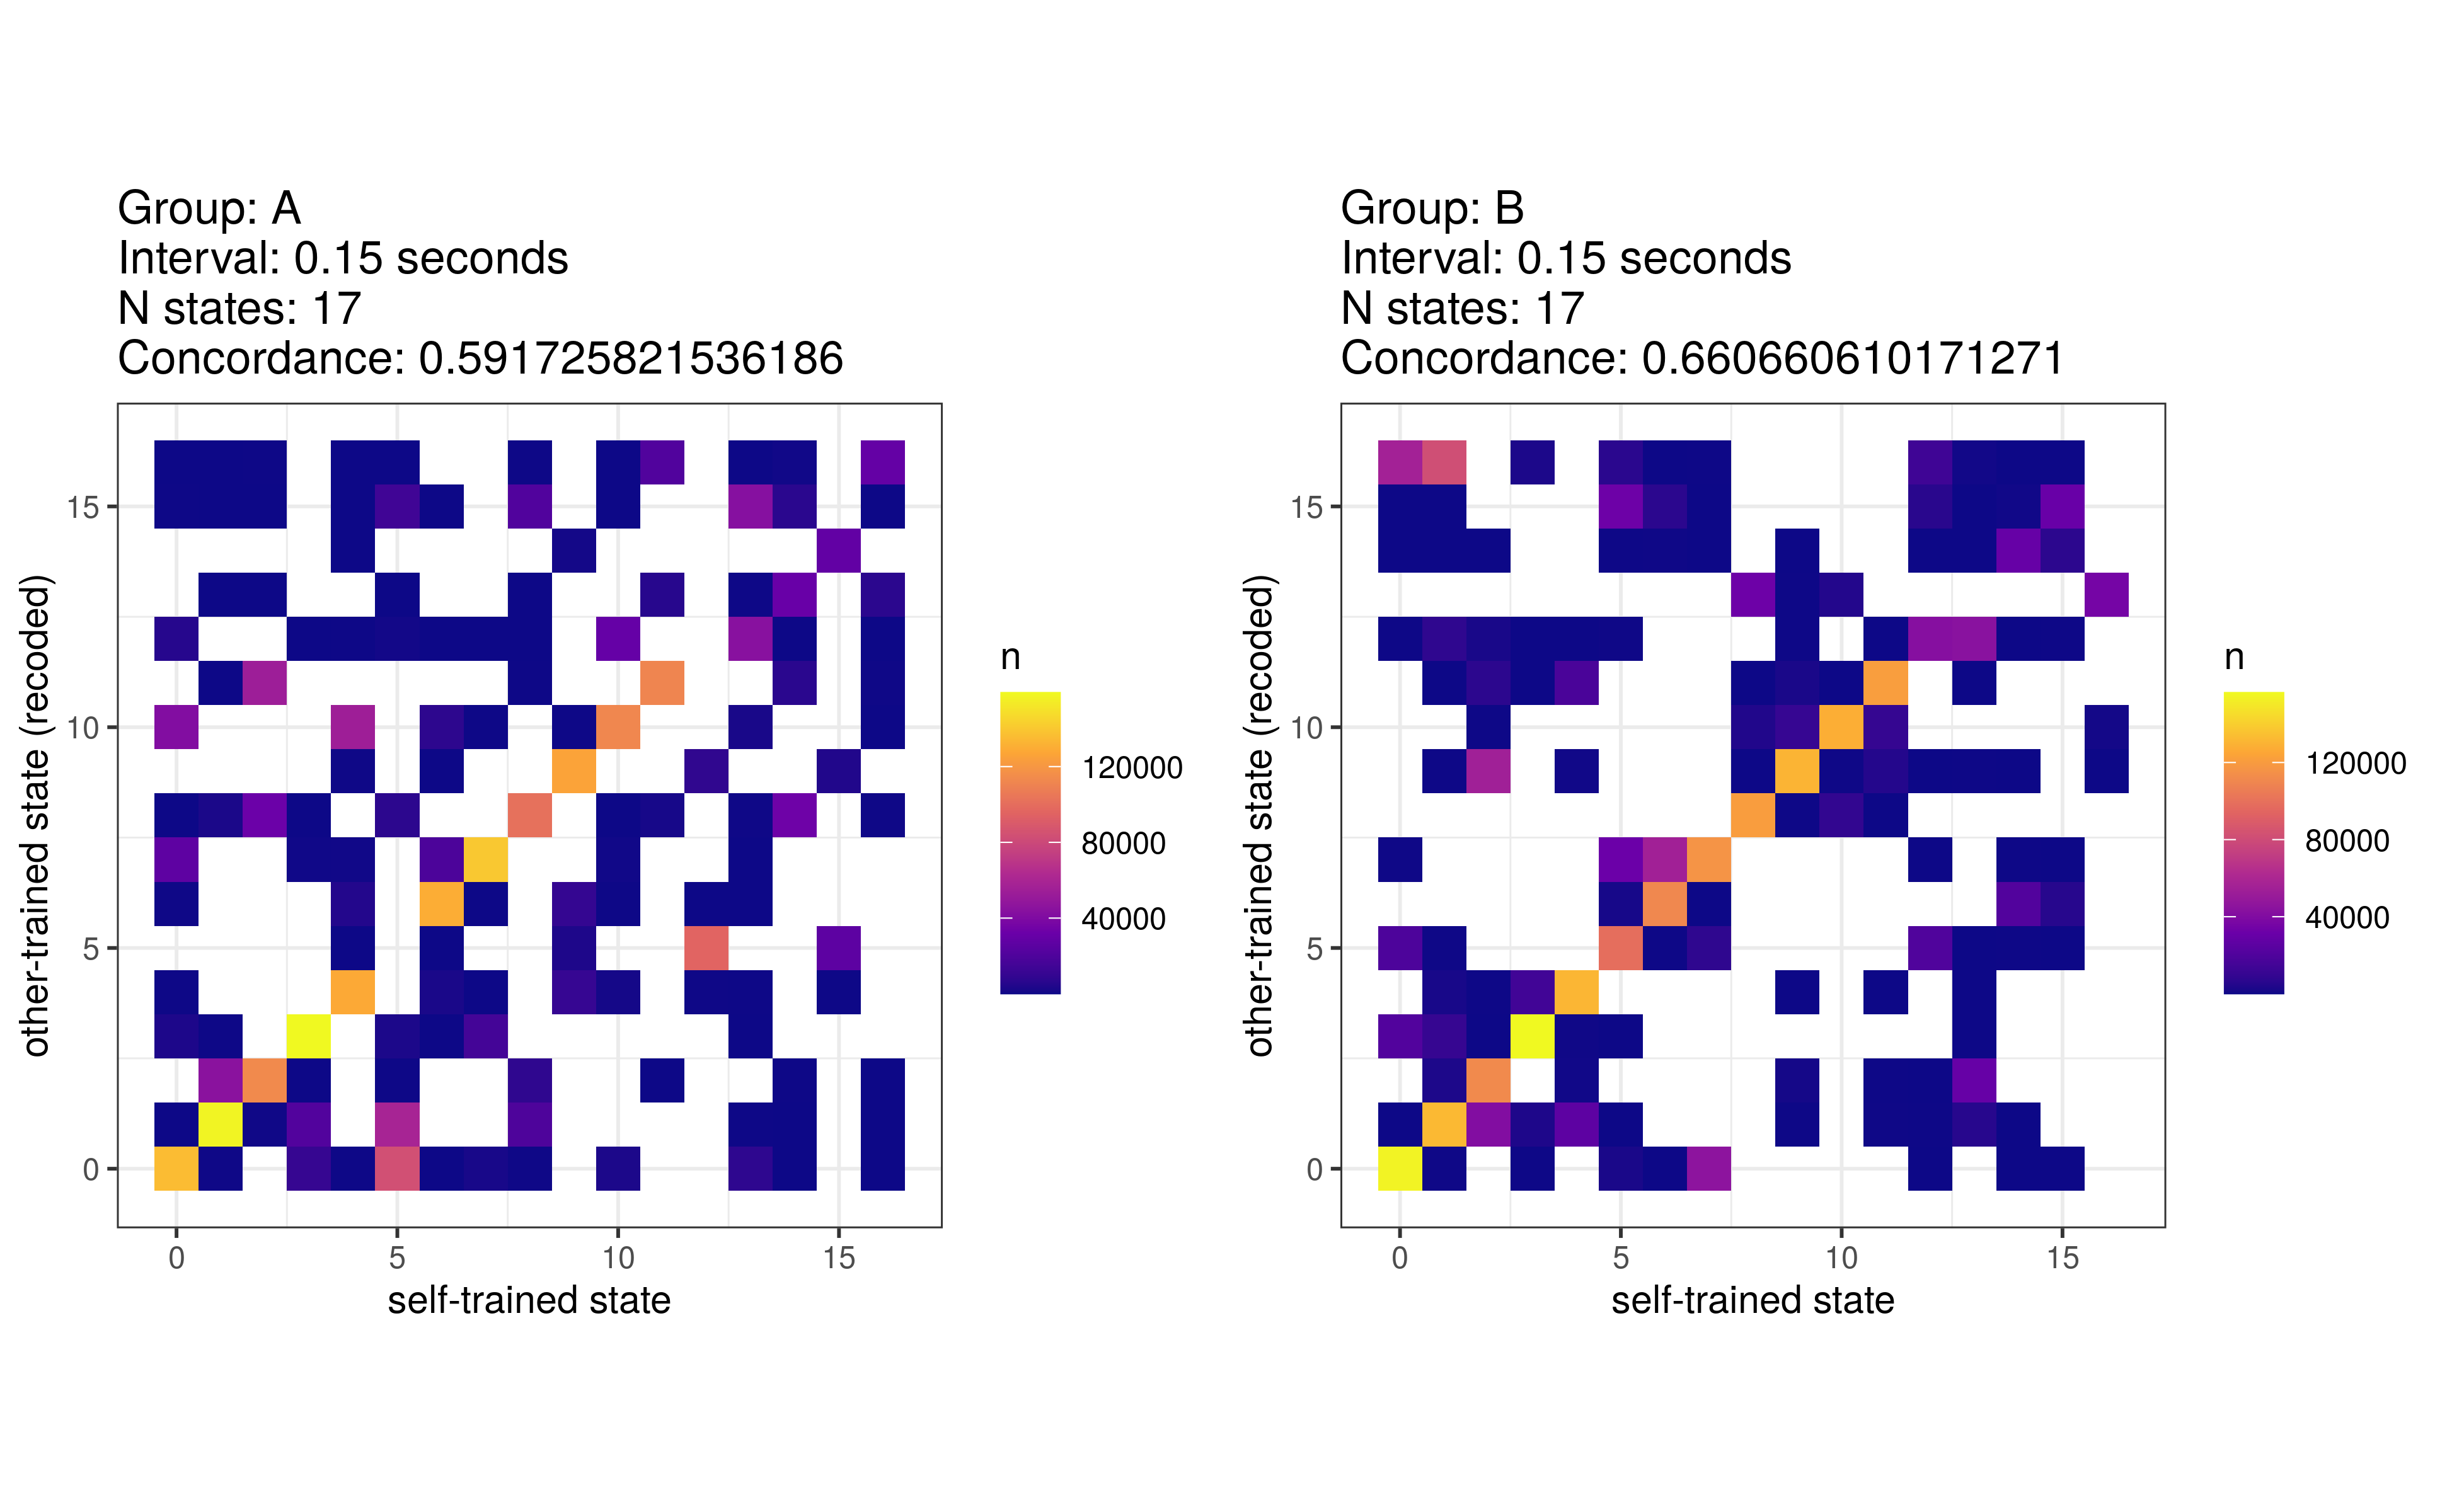 Group: A
Interval: 0.15 seconds
N states: 17
Concordance: 0.591725821536186
15
10
5
0
other-trained state (recoded)
0 5 10 15
self-trained state
n
120000
80000
40000
Group: B
Interval: 0.15 seconds
N states: 17
Concordance: 0.660660610171271
15
10
5
0
other-trained state (recoded)
0 5 10 15
self-trained state
n
120000
80000
40000